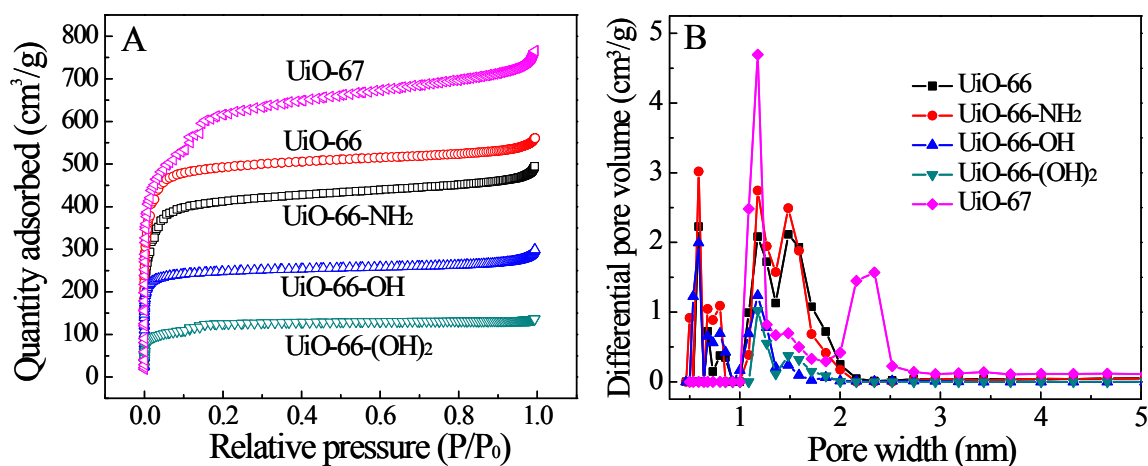 A
Quantity adsorbed (cm³/g)
800
700
600
500
400
300
200
100
0
UiO-67
UiO-66
UiO-66-NH₂
UiO-66-OH
UiO-66-(OH)₂
0.0 0.2 0.4 0.6 0.8 1.0
Relative pressure (P/P₀)
B
Differential pore volume (cm³/g)
5
4
3
2
1
0
UiO-66
UiO-66-NH₂
UiO-66-OH
UiO-66-(OH)₂
UiO-67
1 2 3 4 5
Pore width (nm)